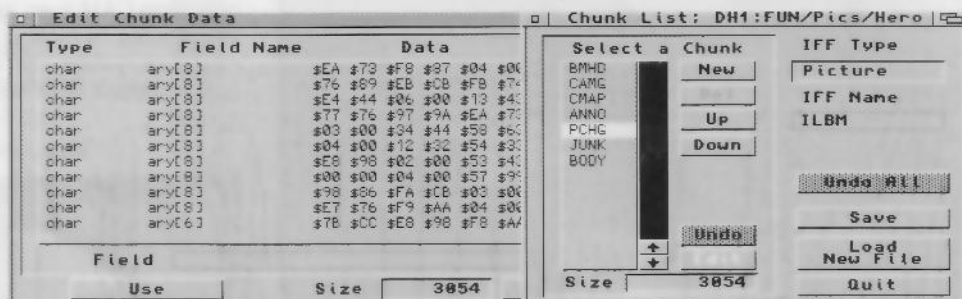 Edit Chunk Data
Type Field Name Data
char ary[8] $EA $73 $F8 $87 $04
char ary[8] $76 $89 $EB $CB $FB
char ary[8] $E4 $44 $06 $00 $13
char ary[8] $77 $76 $97 $9A $EA
char ary[8] $03 $00 $34 $44 $58
char ary[8] $04 $00 $12 $32 $54
char ary[8] $E8 $98 $02 $00 $53
char ary[8] $00 $00 $04 $00 $57
char ary[8] $98 $86 $FA $CB $03
char ary[8] $E7 $76 $F9 $AA $04
char ary[6] $7B $CC $E8 $98 $F8
Field
Use Size 3054
Chunk List: DH1:FUN/Pics/Hero
Select a Chunk
BMHD
CAMG
CMAP
ANNO
PCHG
JUNK
BODY
New
Up
Down
Undo
Size 3054
IFF Type
Picture
IFF Name
ILBM
Undo All
Save
Load
New File
Quit